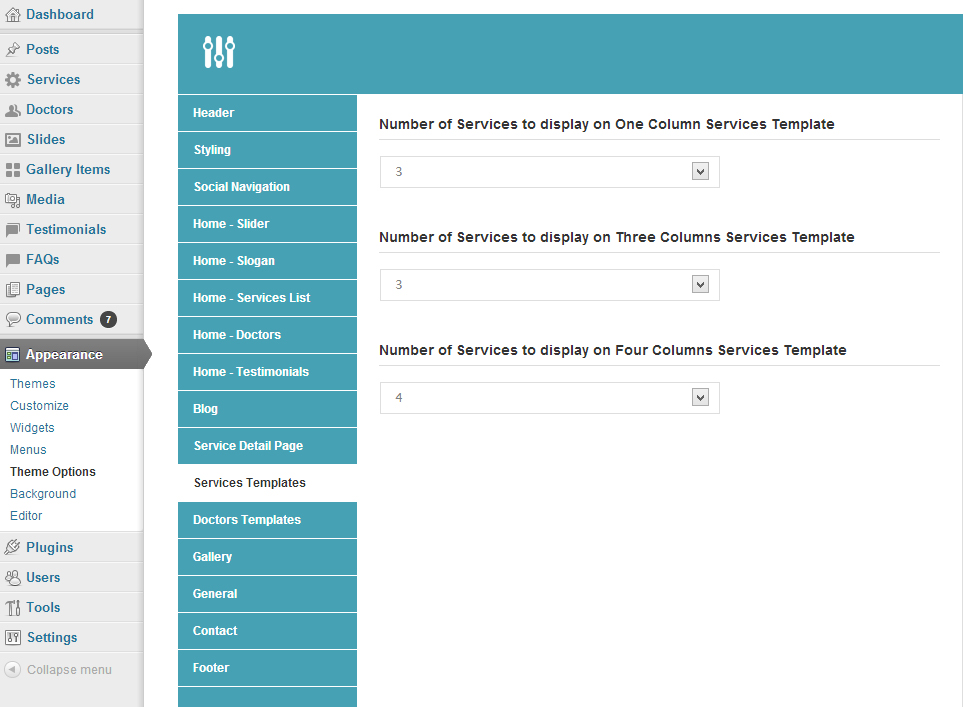 Dashboard
Posts
Services
Doctors
Slides
Gallery Items
Media
Testimonials
FAQs
Pages
Comments 7
Appearance
Themes
Customize
Widgets
Menus
Theme Options
Background
Editor
Plugins
Users
Tools
Settings
Collapse menu
Header
Styling
Social Navigation
Home - Slider
Home - Slogan
Home - Services List
Home - Doctors
Home - Testimonials
Blog
Service Detail Page
Services Templates
Doctors Templates
Gallery
General
Contact
Footer
Number of Services to display on One Column Services Template
3
Number of Services to display on Three Columns Services Template
3
Number of Services to display on Four Columns Services Template
4